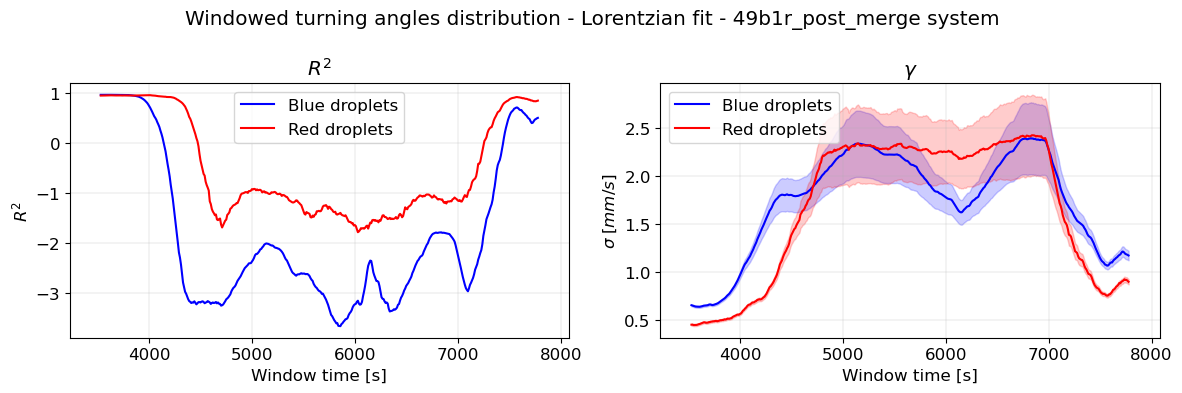 Windowed turning angles distribution - Lorentzian fit - 49b1r_post_merge system
R²
Blue droplets
Red droplets
1
0
−1
−2
−3
R²
4000
5000
6000
7000
8000
Window time [s]
γ
Blue droplets
Red droplets
2.5
2.0
1.5
1.0
0.5
σ [mm/s]
4000
5000
6000
7000
8000
Window time [s]